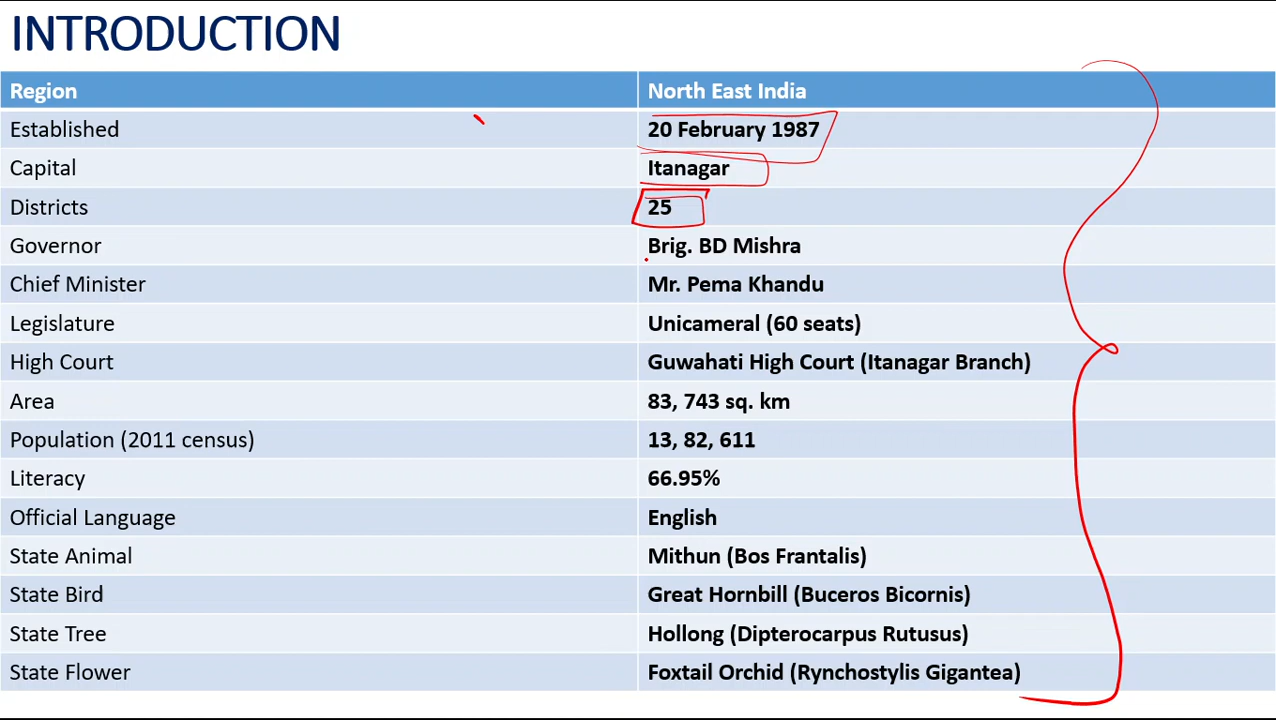 INTRODUCTION
Region North East India
Established 20 February 1987
Capital Itanagar
Districts 25
Governor Brig. BD Mishra
Chief Minister Mr. Pema Khandu
Legislature Unicameral (60 seats)
High Court Guwahati High Court (Itanagar Branch)
Area 83, 743 sq. km
Population (2011 census) 13, 82, 611
Literacy 66.95%
Official Language English
State Animal Mithun (Bos Frantalis)
State Bird Great Hornbill (Buceros Bicornis)
State Tree Hollong (Dipterocarpus Rutusus)
State Flower Foxtail Orchid (Rynchostylis Gigantea)